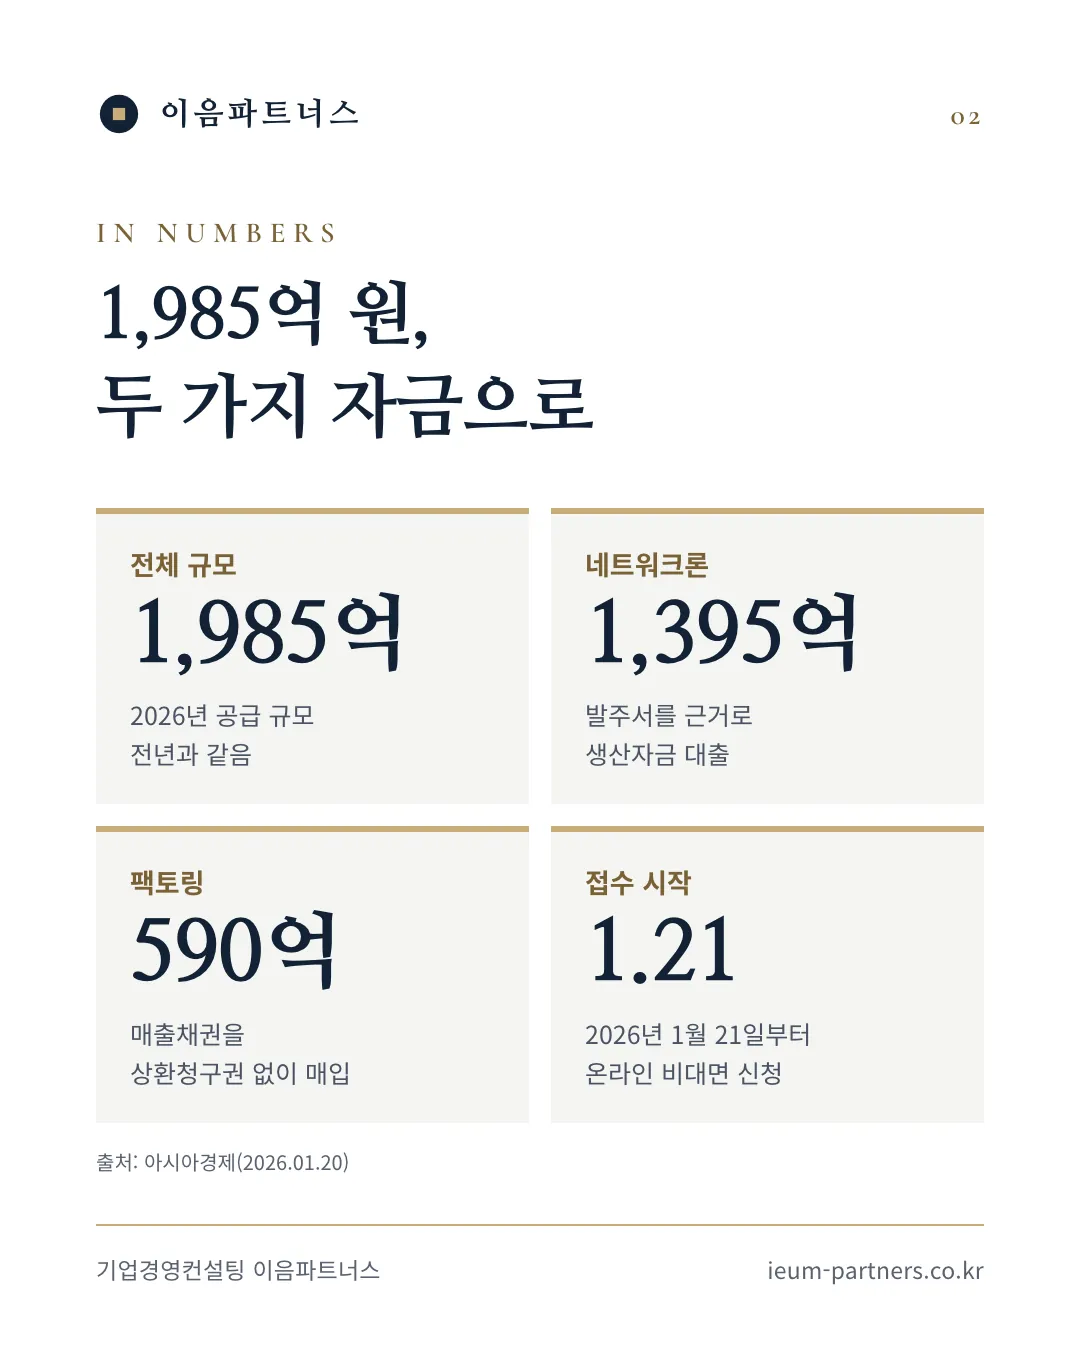 이음파트너스
02
IN NUMBERS
1,985억 원,
두 가지 자금으로
전체 규모
1,985억
2026년 공급 규모
전년과 같음
네트워크론
1,395억
발주서를 근거로
생산자금 대출
팩토링
590억
매출채권을
상환청구권 없이 매입
접수 시작
1.21
2026년 1월 21일부터
온라인 비대면 신청
출처: 아시아경제(2026.01.20)
기업경영컨설팅 이음파트너스
ieum-partners.co.kr